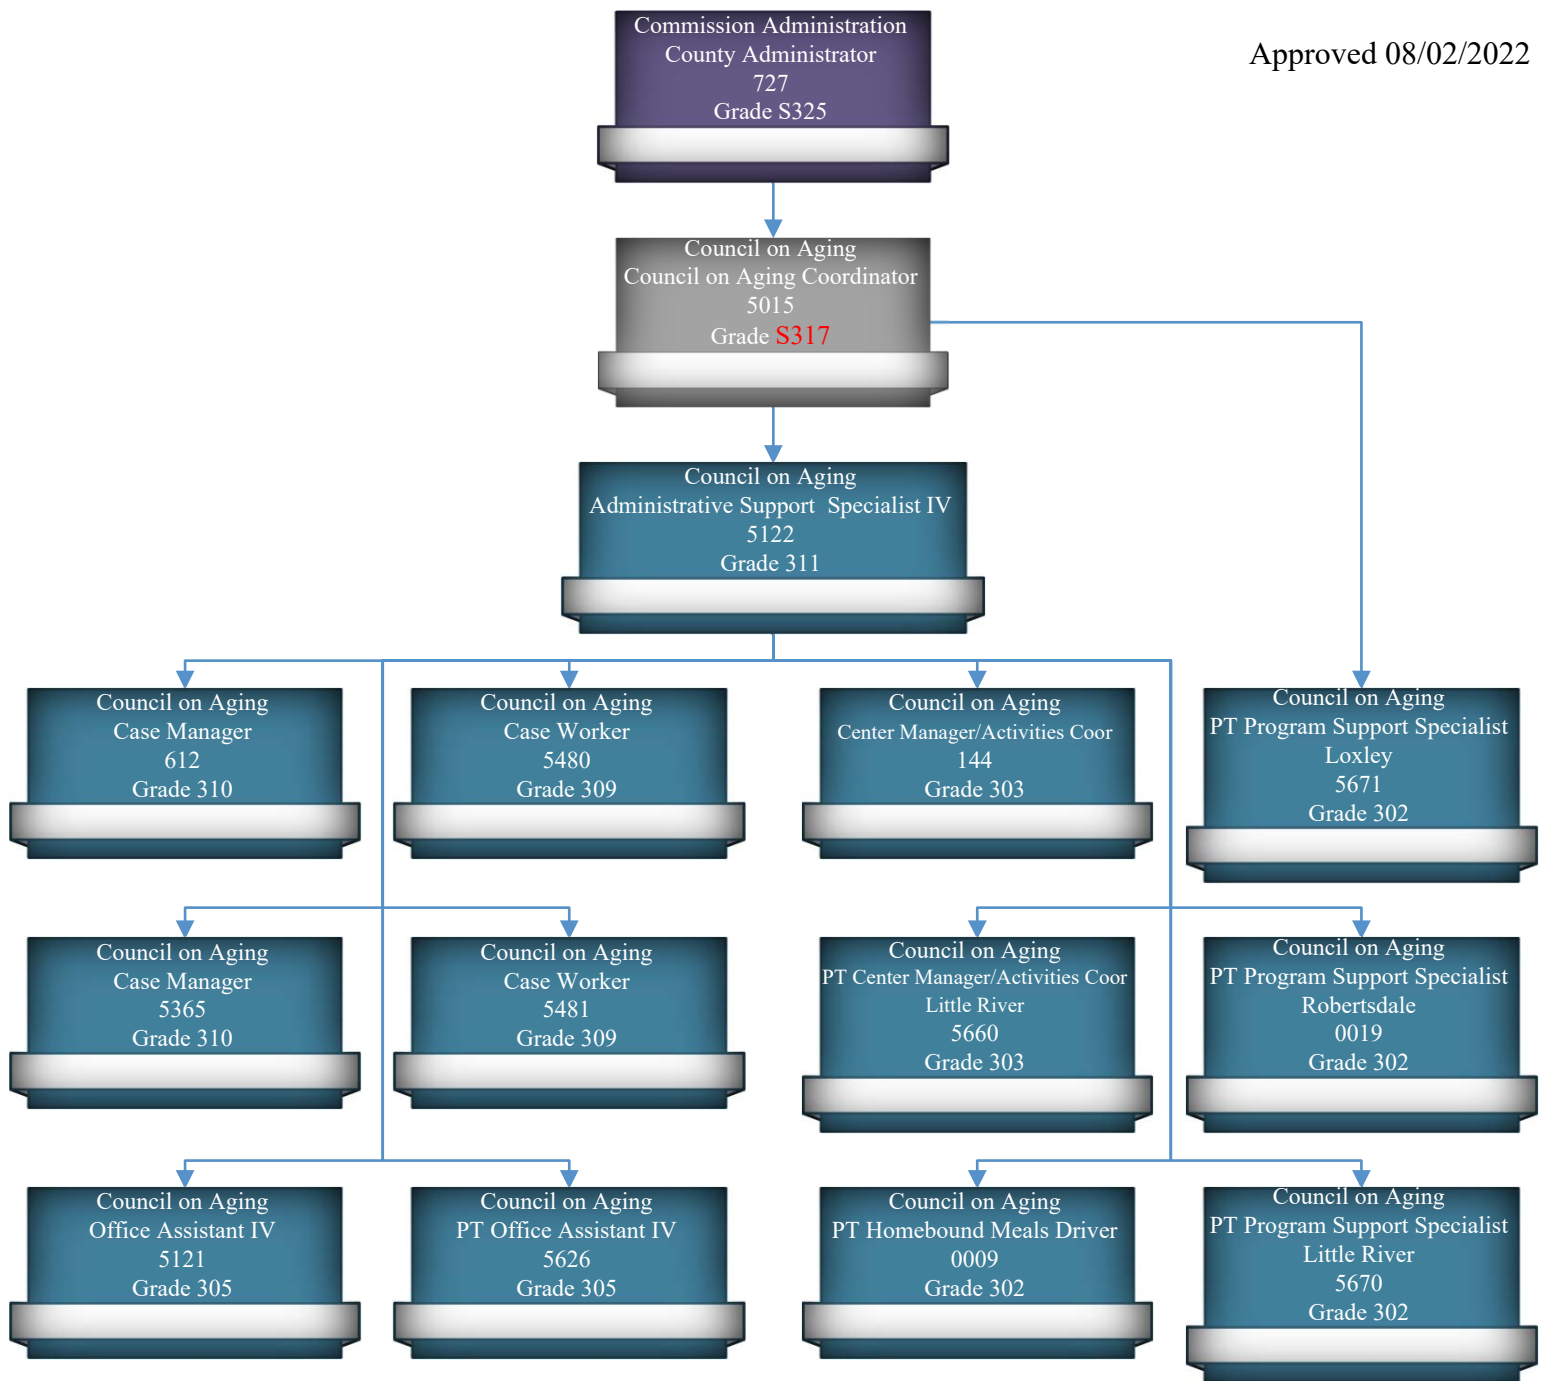 Commission Administration
County Administrator
727
Grade S325
Approved 08/02/2022
Council on Aging
Council on Aging Coordinator
5015
Grade S317
Council on Aging
Administrative Support  Specialist IV
5122
Grade 311
Council on Aging
Case Manager
612
Grade 310
Council on Aging
Case Worker
5480
Grade 309
Council on Aging
Center Manager/Activities Coor
144
Grade 303
Council on Aging
PT Program Support Specialist
Loxley
5671
Grade 302
Council on Aging
Case Manager
5365
Grade 310
Council on Aging
Case Worker
5481
Grade 309
Council on Aging
PT Center Manager/Activities Coor
Little River
5660
Grade 303
Council on Aging
PT Program Support Specialist
Robertsdale
0019
Grade 302
Council on Aging
Office Assistant IV
5121
Grade 305
Council on Aging
PT Office Assistant IV
5626
Grade 305
Council on Aging
PT Homebound Meals Driver
0009
Grade 302
Council on Aging
PT Program Support Specialist
Little River
5670
Grade 302